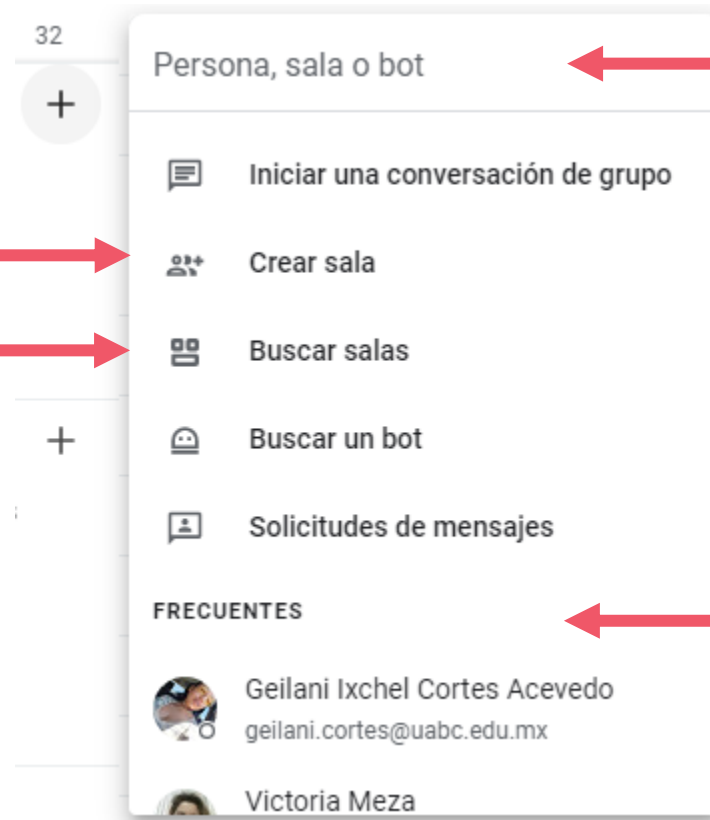 32
Persona, sala o bot
Iniciar una conversación de grupo
Crear sala
Buscar salas
Buscar un bot
Solicitudes de mensajes
FRECUENTES
Geilani Ixchel Cortes Acevedo
geilani.cortes@uabc.edu.mx
Victoria Meza